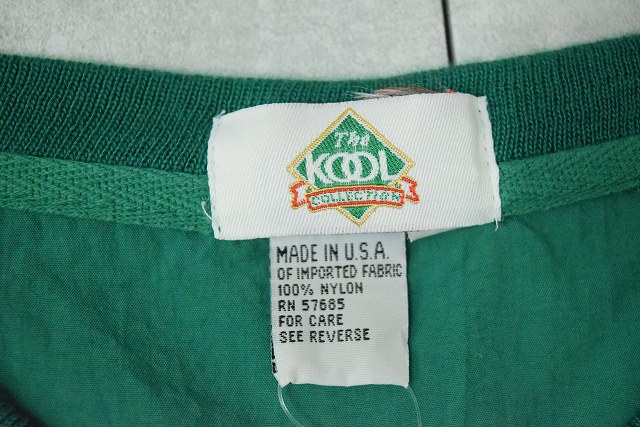 The
KOOL
COLLECTION
MADE IN U.S.A.
OF IMPORTED FABRIC
100% NYLON
RN 57685
FOR CARE
SEE REVERSE